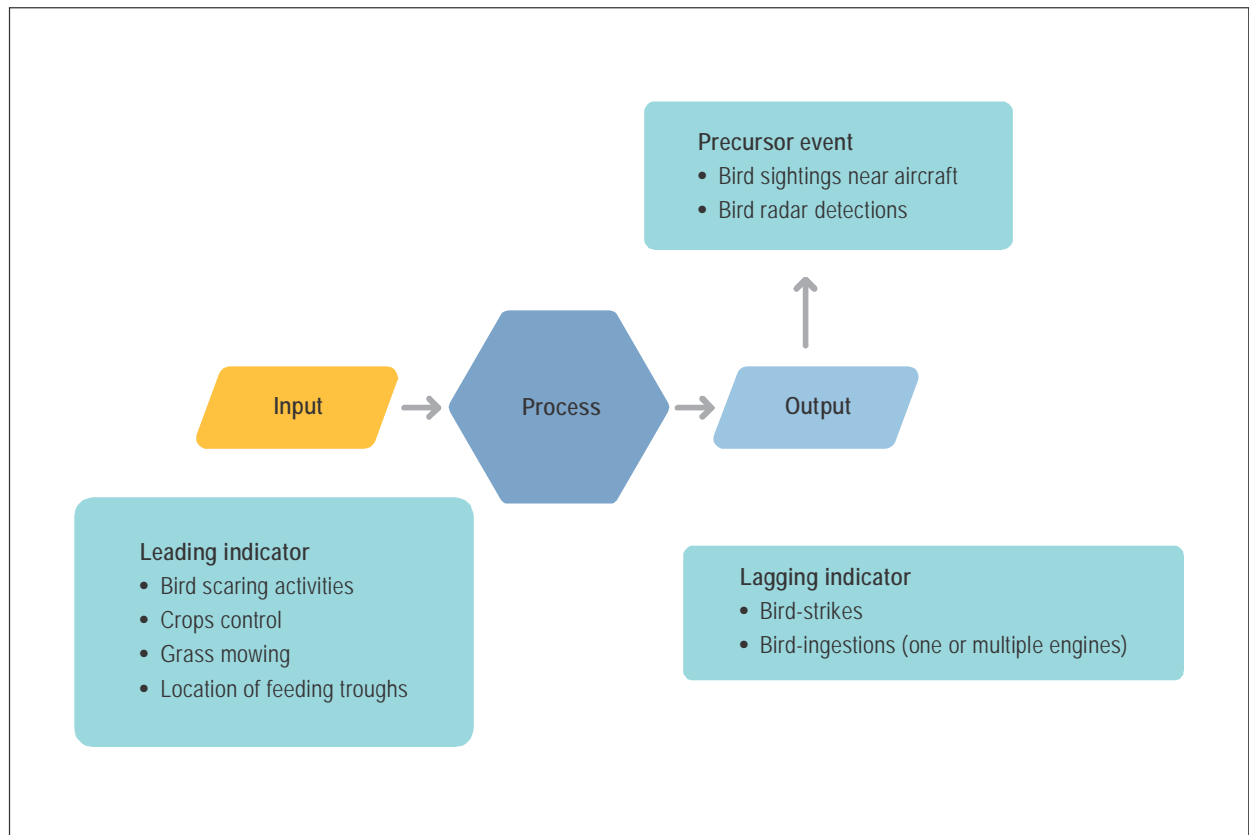 Precursor event
• Bird sightings near aircraft
• Bird radar detections
Input
Process
Output
Leading indicator
• Bird scaring activities
• Crops control
• Grass mowing
• Location of feeding troughs
Lagging indicator
• Bird-strikes
• Bird-ingestions (one or multiple engines)